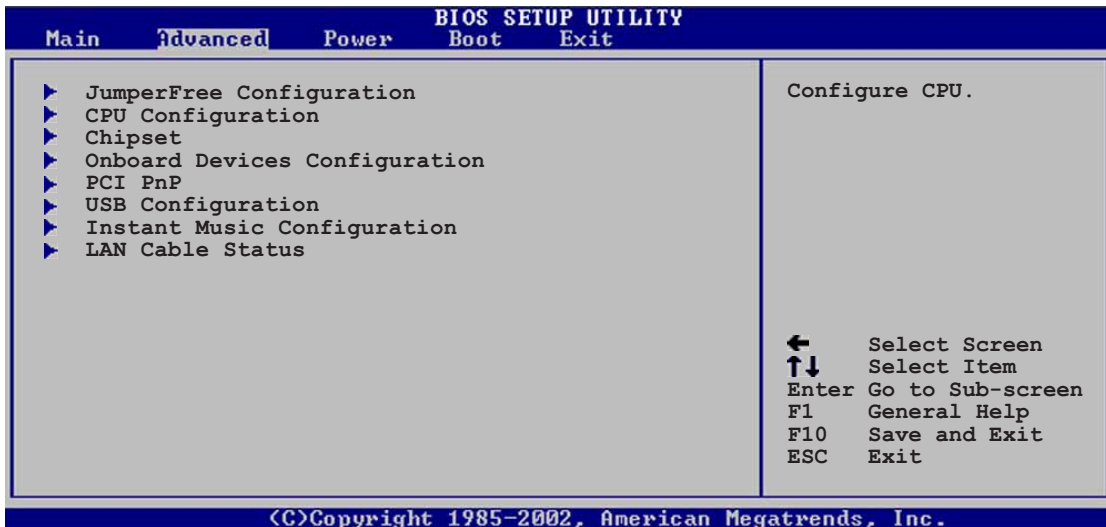 BIOS SETUP UTILITY
Main Advanced Power Boot Exit
JumperFree Configuration
CPU Configuration
Chipset
Onboard Devices Configuration
PCI PnP
USB Configuration
Instant Music Configuration
LAN Cable Status
Configure CPU.
← Select Screen
↑↓ Select Item
Enter Go to Sub-screen
F1 General Help
F10 Save and Exit
ESC Exit
(C)Copyright 1985-2002, American Megatrends, Inc.